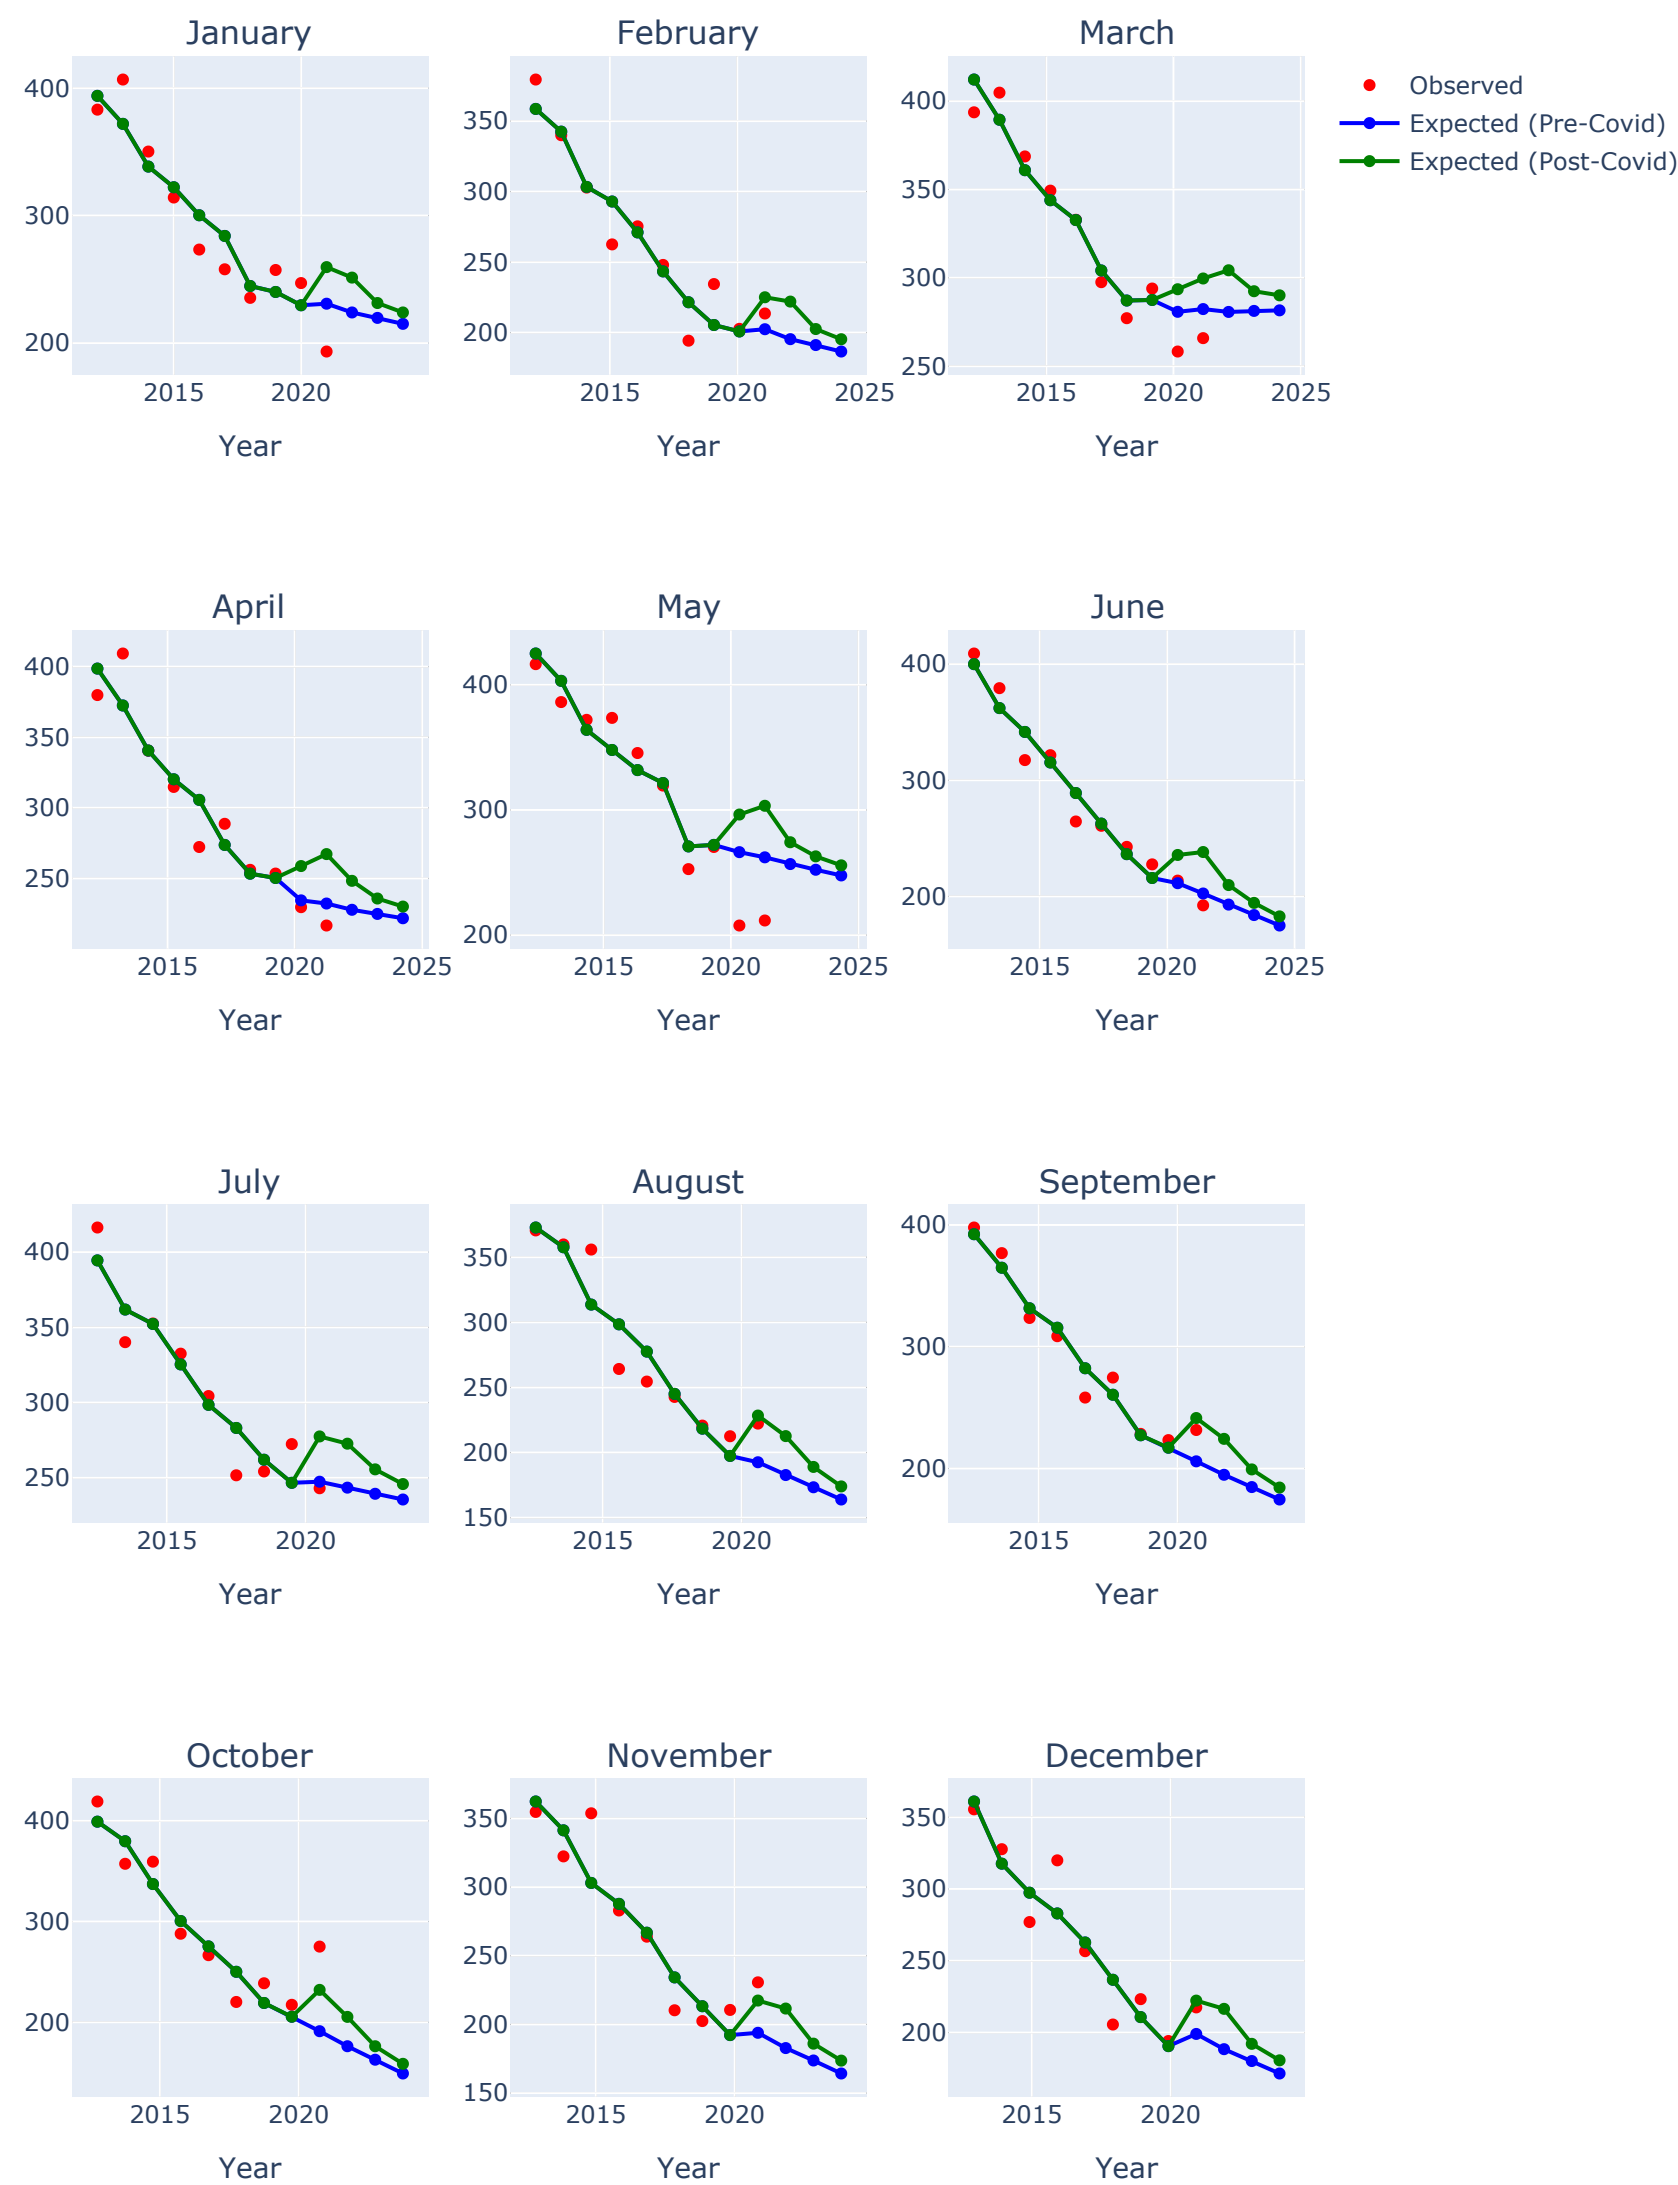 January
February
March
400
300
200
2015
2020
Year
350
300
250
200
2015
2020
2025
Year
400
350
300
250
2015
2020
2025
Year
Observed
Expected (Pre-Covid)
Expected (Post-Covid)
April
May
June
400
350
300
250
2015
2020
2025
Year
400
300
200
2015
2020
2025
Year
400
300
200
2015
2020
2025
Year
July
August
September
400
350
300
250
2015
2020
Year
350
300
250
200
150
2015
2020
Year
400
300
200
2015
2020
Year
October
November
December
400
300
200
2015
2020
Year
350
300
250
200
150
2015
2020
Year
350
300
250
200
2015
2020
Year